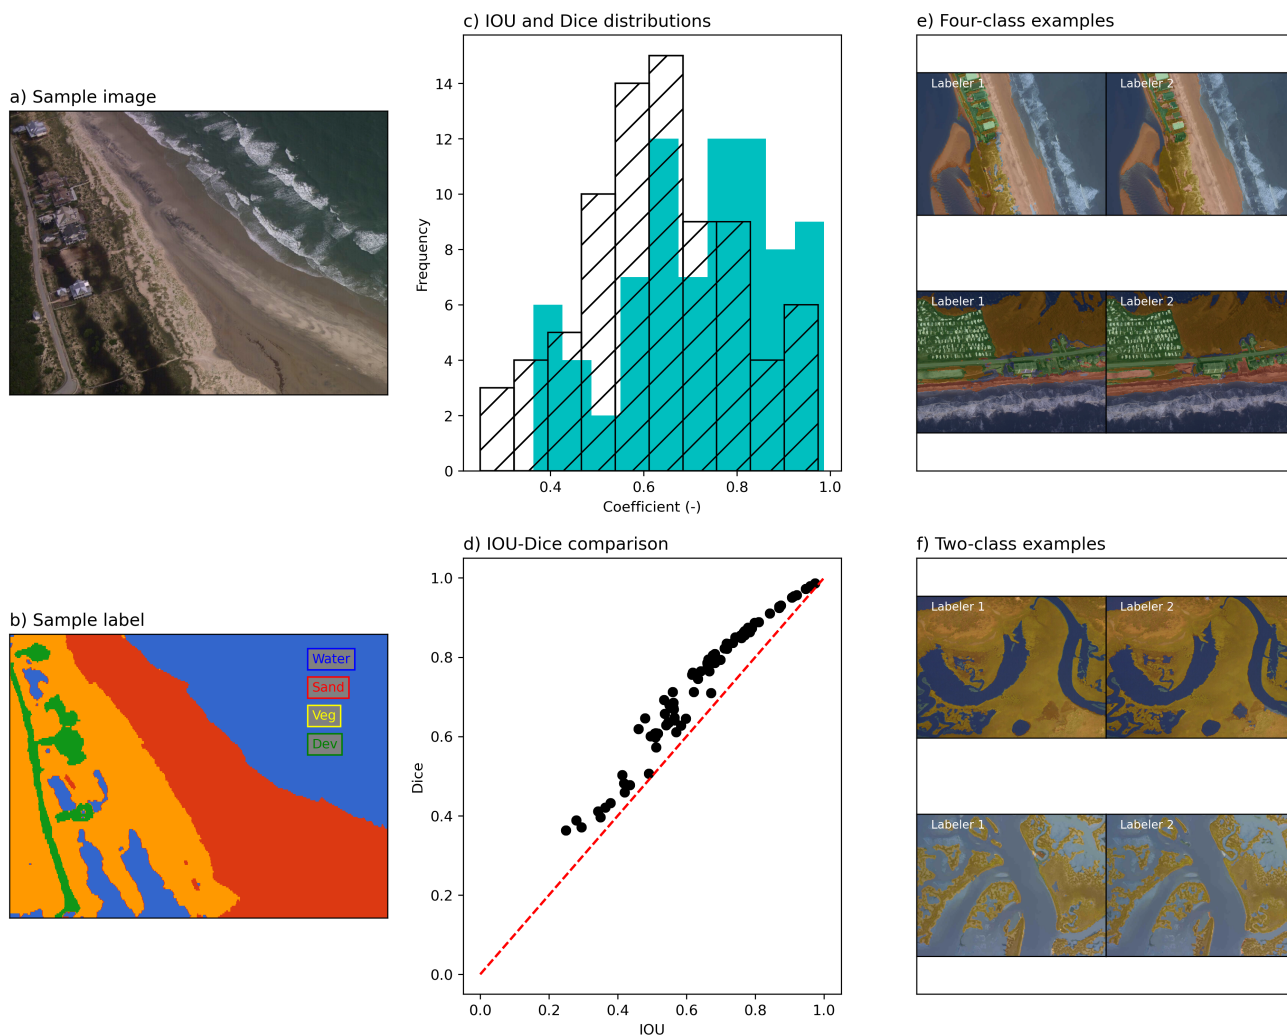 a) Sample image
b) Sample label
Water
Sand
Veg
Dev
c) IOU and Dice distributions
Frequency
14
12
10
8
6
4
2
0
0.4
0.6
0.8
1.0
Coefficient (-)
d) IOU-Dice comparison
Dice
1.0
0.8
0.6
0.4
0.2
0.0
0.0
0.2
0.4
0.6
0.8
1.0
IOU
e) Four-class examples
Labeler 1
Labeler 2
Labeler 1
Labeler 2
f) Two-class examples
Labeler 1
Labeler 2
Labeler 1
Labeler 2